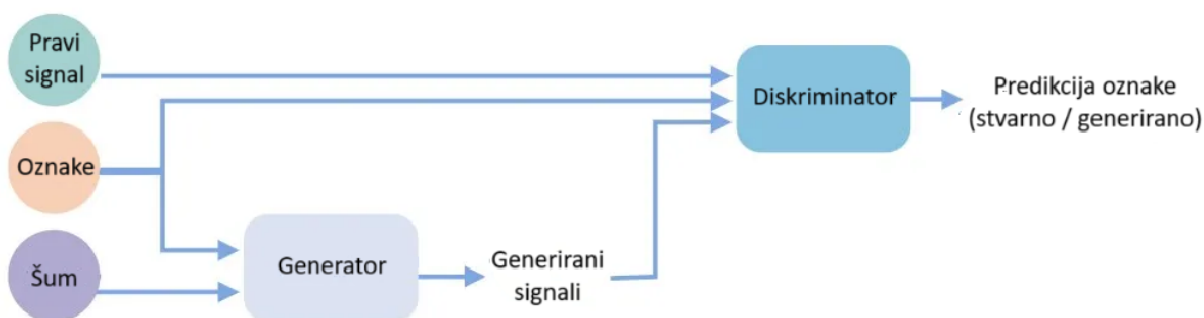 Pravi
signal
Oznake
Šum
Generator
Generirani
signali
Diskriminator
Predikcija oznake
(stvarno / generirano)